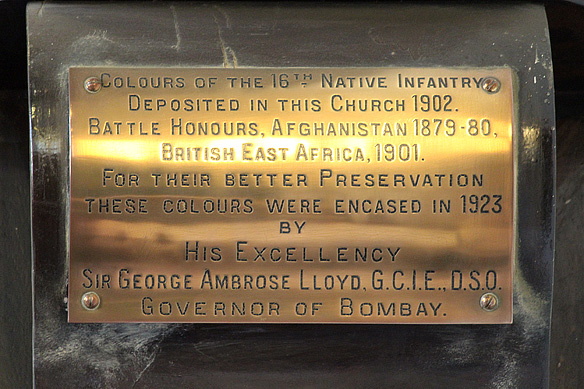 COLOURS OF THE 16TH NATIVE INFANTRY
DEPOSITED IN THIS CHURCH 1902.
BATTLE HONOURS, AFGHANISTAN 1879-80,
BRITISH EAST AFRICA, 1901.
FOR THEIR BETTER PRESERVATION
THESE COLOURS WERE ENCASED IN 1923
BY
HIS EXCELLENCY
SIR GEORGE AMBROSE LLOYD, G.C.I.E., D.S.O.
GOVERNOR OF BOMBAY.